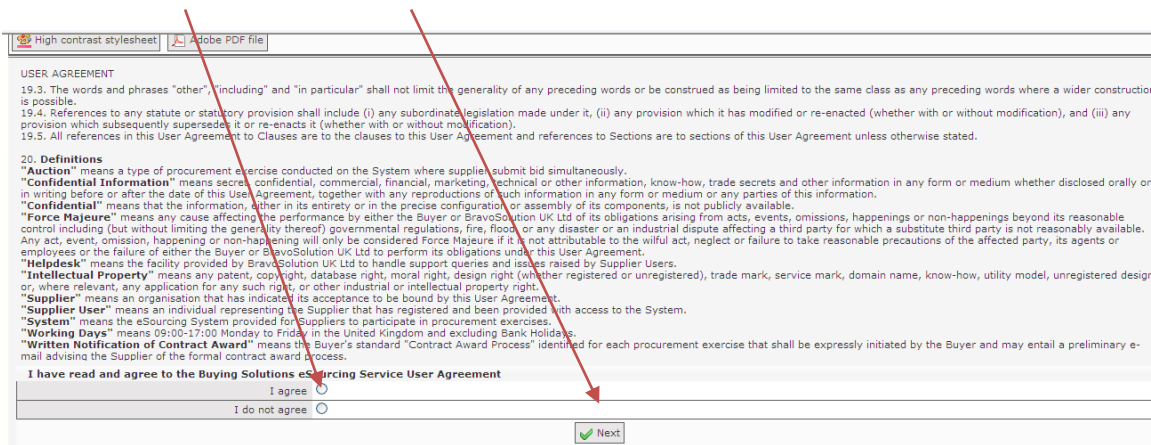 High contrast stylesheet Adobe PDF file
USER AGREEMENT
19.3. The words and phrases "other", "including" and "in particular" shall not limit the generality of any preceding words or be construed as being limited to the same class as any preceding words where a wider construction
is possible.
19.4. References to any statute or statutory provision shall include (i) any subordinate legislation made under it, (ii) any provision which it has modified or re-enacted (whether with or without modification), and (iii) any
provision which subsequently supersedes it or re-enacts it (whether with or without modification).
19.5. All references in this User Agreement to Clauses are to the clauses to this User Agreement and references to Sections are to sections of this User Agreement unless otherwise stated.
20. Definitions
"Auction" means a type of procurement exercise conducted on the System where supplier submit bid simultaneously.
"Confidential Information" means secret, confidential, commercial, financial, marketing, technical or other information, know-how, trade secrets and other information in any form or medium whether disclosed orally or
in writing before or after the date of this User Agreement, together with any reproductions of such information in any form or medium or any parties of this information.
"Confidential" means that the information, either in its entirety or in the precise configuration or assembly of its components, is not publicly available.
"Force Majeure" means any cause affecting the performance by either the Buyer or BravoSolution UK Ltd of its obligations arising from acts, events, omissions, happenings or non-happenings beyond its reasonable
control including (but without limiting the generality thereof) governmental regulations, fire, flood, or any disaster or an industrial dispute affecting a third party for which a substitute third party is not reasonably available.
Any act, event, omission, happening or non-happening will only be considered Force Majeure if it is not attributable to the wilful act, neglect or failure to take reasonable precautions of the affected party, its agents or
employees or the failure of either the Buyer or BravoSolution UK Ltd to perform its obligations under this User Agreement.
"Helpdesk" means the facility provided by BravoSolution UK Ltd to handle support queries and issues raised by Supplier Users.
"Intellectual Property" means any patent, copyright, database right, moral right, design right (whether registered or unregistered), trade mark, service mark, domain name, know-how, utility model, unregistered design
or, where relevant, any application for any such right, or other industrial or intellectual property right.
"Supplier" means an organisation that has indicated its acceptance to be bound by this User Agreement.
"Supplier User" means an individual representing the Supplier that has registered and been provided with access to the System.
"System" means the eSourcing System provided for Suppliers to participate in procurement exercises.
"Working Days" means 09:00-17:00 Monday to Friday in the United Kingdom and excluding Bank Holidays.
"Written Notification of Contract Award" means the Buyer's standard "Contract Award Process" identified for each procurement exercise that shall be expressly initiated by the Buyer and may entail a preliminary e-
mail advising the Supplier of the formal contract award process.
I have read and agree to the Buying Solutions eSourcing Service User Agreement
I agree
I do not agree
Next